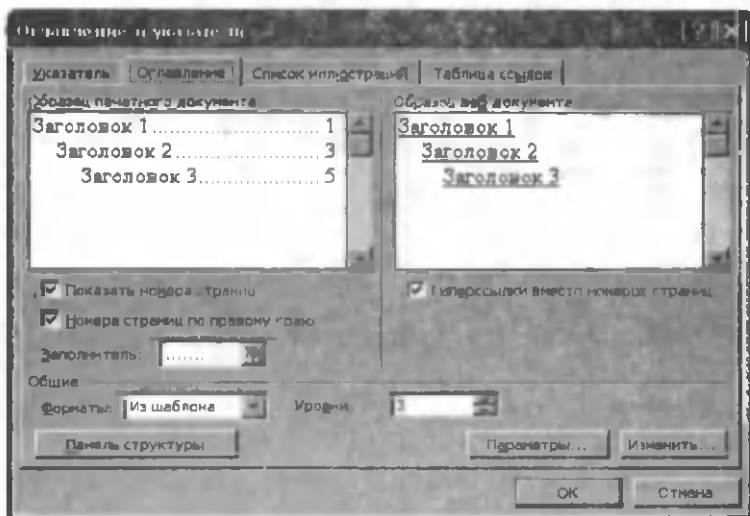 Оглавление и указатели
Указатель Оглавление Список иллюстраций Таблица ссылок
Образец печатного документа
Заголовок 1 ............ 1
Заголовок 2 ............ 3
Заголовок 3 ............ 5
Образец веб документа
Заголовок 1
Заголовок 2
Заголовок 3
Показать номера страниц
Номера страниц по правому краю
Заполнитель: .......
Гиперссылки вместо номеров страниц
Общие
Форматы: Из шаблона Уровни: 3
Панель структуры Параметры... Изменить...
ОК Отмена